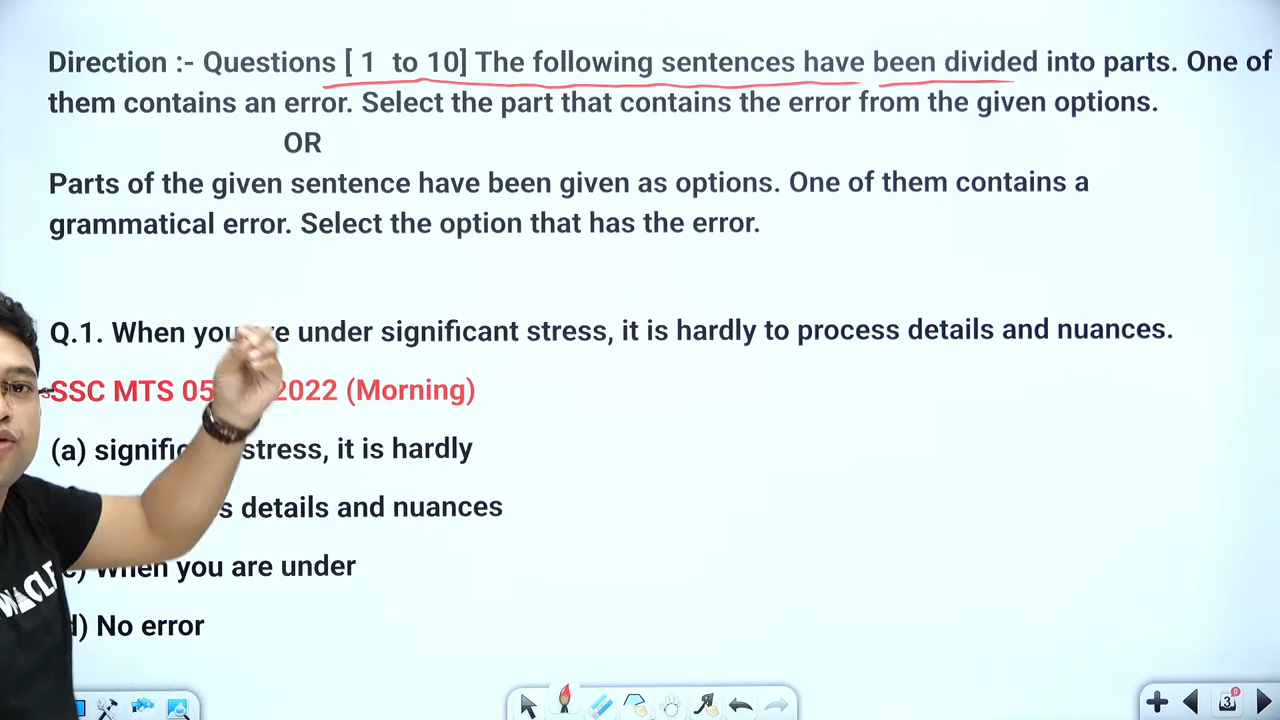 Direction :- Questions [ 1 to 10] The following sentences have been divided into parts. One of
them contains an error. Select the part that contains the error from the given options.
OR
Parts of the given sentence have been given as options. One of them contains a
grammatical error. Select the option that has the error.
Q.1. When you under significant stress, it is hardly to process details and nuances.
SSC MTS 05 2022 (Morning)
(a) stress, it is hardly
details and nuances
When you are under
No error
3
0